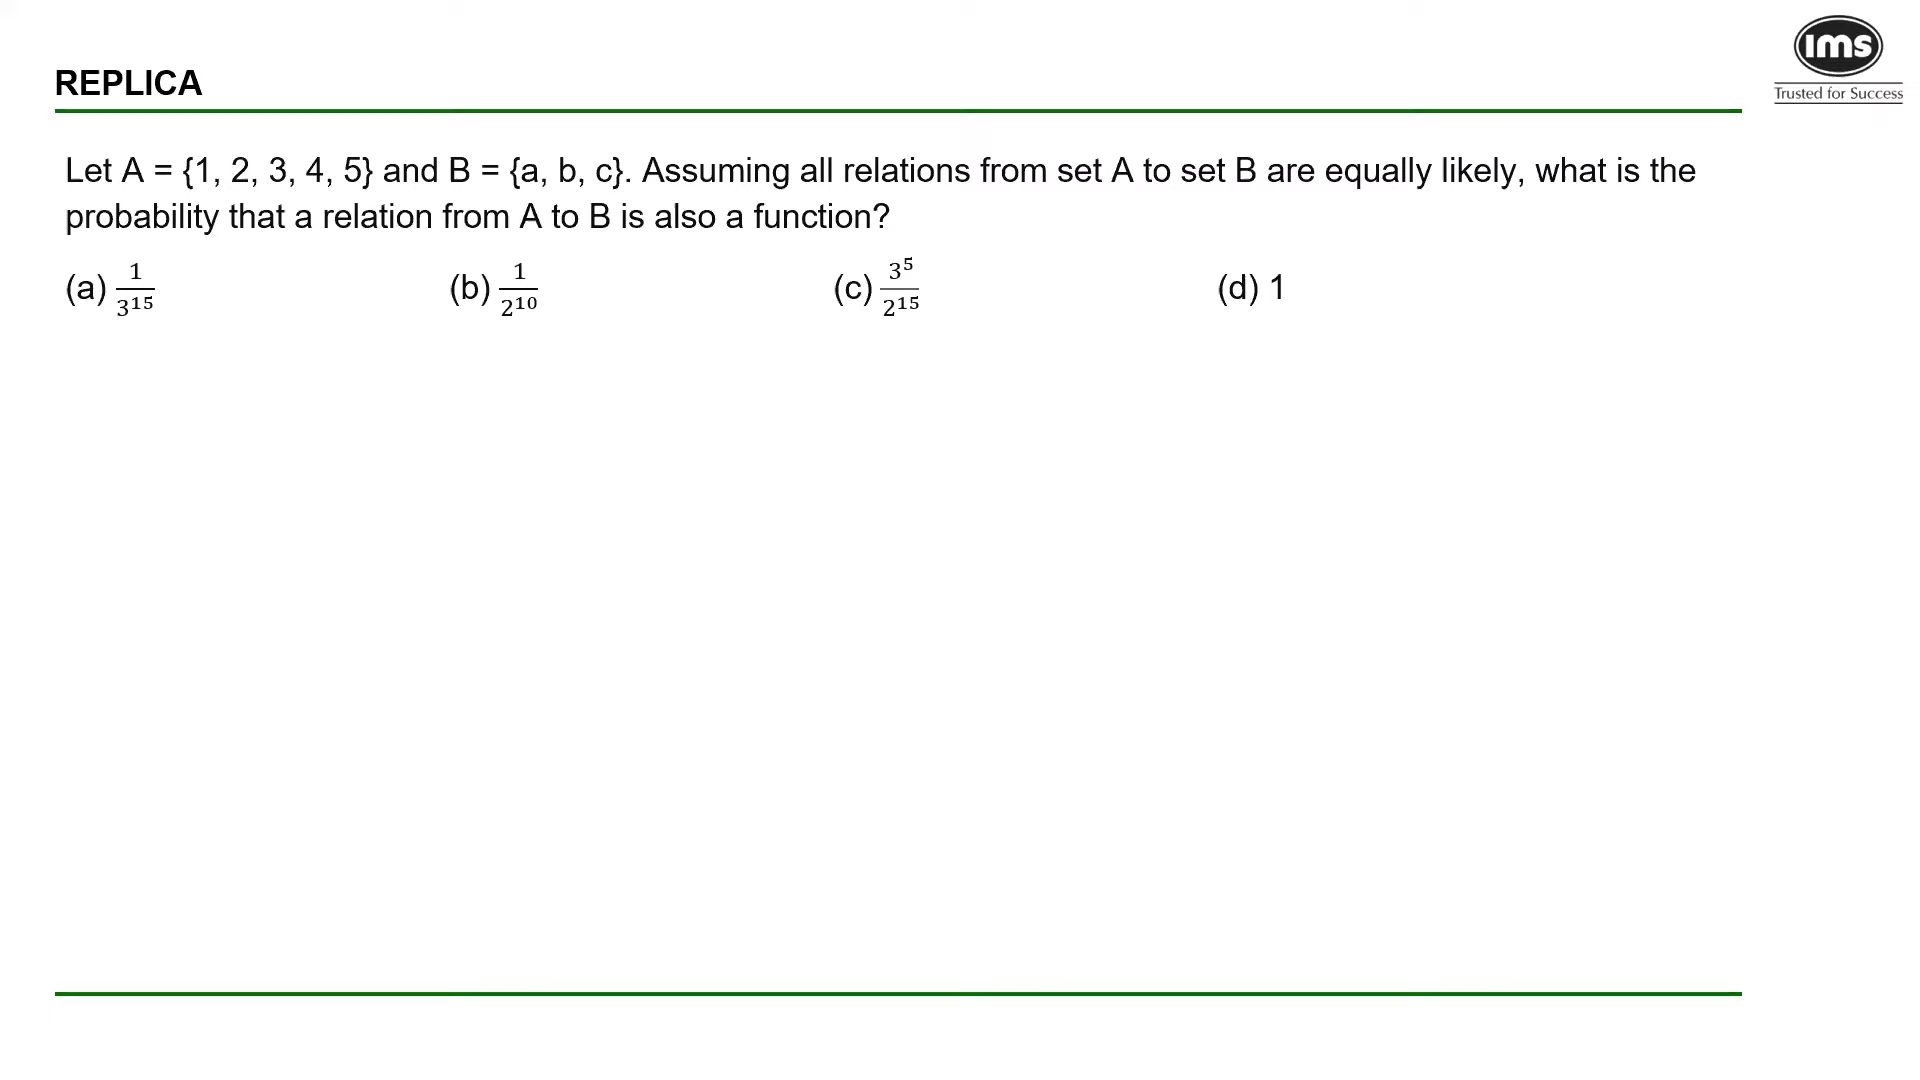 ims
Trusted for Success
REPLICA
Let A = {1, 2, 3, 4, 5} and B = {a, b, c}. Assuming all relations from set A to set B are equally likely, what is the
probability that a relation from A to B is also a function?
(a) 1/3¹⁵ (b) 1/2¹⁰ (c) 3⁵/2¹⁵ (d) 1